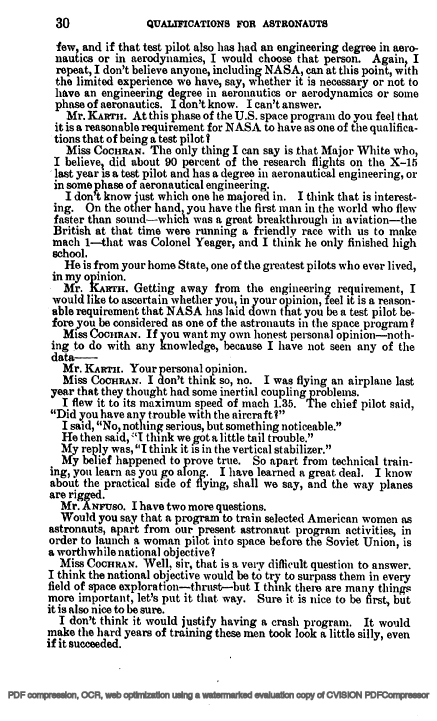 30 QUALIFICATIONS FOR ASTRONAUTS
few, and if that test pilot also has had an engineering degree in aero-
nautics or in aerodynamics, I would choose that person. Again, I
repeat, I don't believe anyone, including NASA, can at this point, with
the limited experience we have, say, whether it is necessary or not to
have an engineering degree in aeronautics or aerodynamics or some
phase of aeronautics. I don't know. I can't answer.
Mr. KARTH. At this phase of the U.S. space program do you feel that
it is a reasonable requirement for NASA to have as one of the qualifica-
tions that of being a test pilot?
Miss COCHRAN. The only thing I can say is that Major White who,
I believe, did about 90 percent of the research flights on the X-15
last year is a test pilot and has a degree in aeronautical engineering, or
in some phase of aeronautical engineering.
I don't know just which one he majored in. I think that is interest-
ing. On the other hand, you have the first man in the world who flew
faster than sound—which was a great breakthrough in aviation—the
British at that time were running a friendly race with us to make
mach 1—that was Colonel Yeager, and I think he only finished high
school.
He is from your home State, one of the greatest pilots who ever lived,
in my opinion.
Mr. KARTH. Getting away from the engineering requirement, I
would like to ascertain whether you, in your opinion, feel it is a reason-
able requirement that NASA has laid down that you be a test pilot be-
fore you be considered as one of the astronauts in the space program?
Miss COCHRAN. If you want my own honest personal opinion—noth-
ing to do with any knowledge, because I have not seen any of the
data——
Mr. KARTH. Your personal opinion.
Miss COCHRAN. I don't think so, no. I was flying an airplane last
year that they thought had some inertial coupling problems.
I flew it to its maximum speed of mach 1.35. The chief pilot said,
"Did you have any trouble with the aircraft?"
I said, "No, nothing serious, but something noticeable."
He then said, "I think we got a little tail trouble."
My reply was, "I think it is in the vertical stabilizer."
My belief happened to prove true. So apart from technical train-
ing, you learn as you go along. I have learned a great deal. I know
about the practical side of flying, shall we say, and the way planes
are rigged.
Mr. ANFUSO. I have two more questions.
Would you say that a program to train selected American women as
astronauts, apart from our present astronaut program activities, in
order to launch a woman pilot into space before the Soviet Union, is
a worthwhile national objective?
Miss COCHRAN. Well, sir, that is a very difficult question to answer.
I think the national objective would be to try to surpass them in every
field of space exploration—thrust—but I think there are many things
more important, let's put it that way. Sure it is nice to be first, but
it is also nice to be sure.
I don't think it would justify having a crash program. It would
make the hard years of training these men took look a little silly, even
if it succeeded.
PDF compression, OCR, web optimization using a watermarked evaluation copy of CVISION PDFCompressor